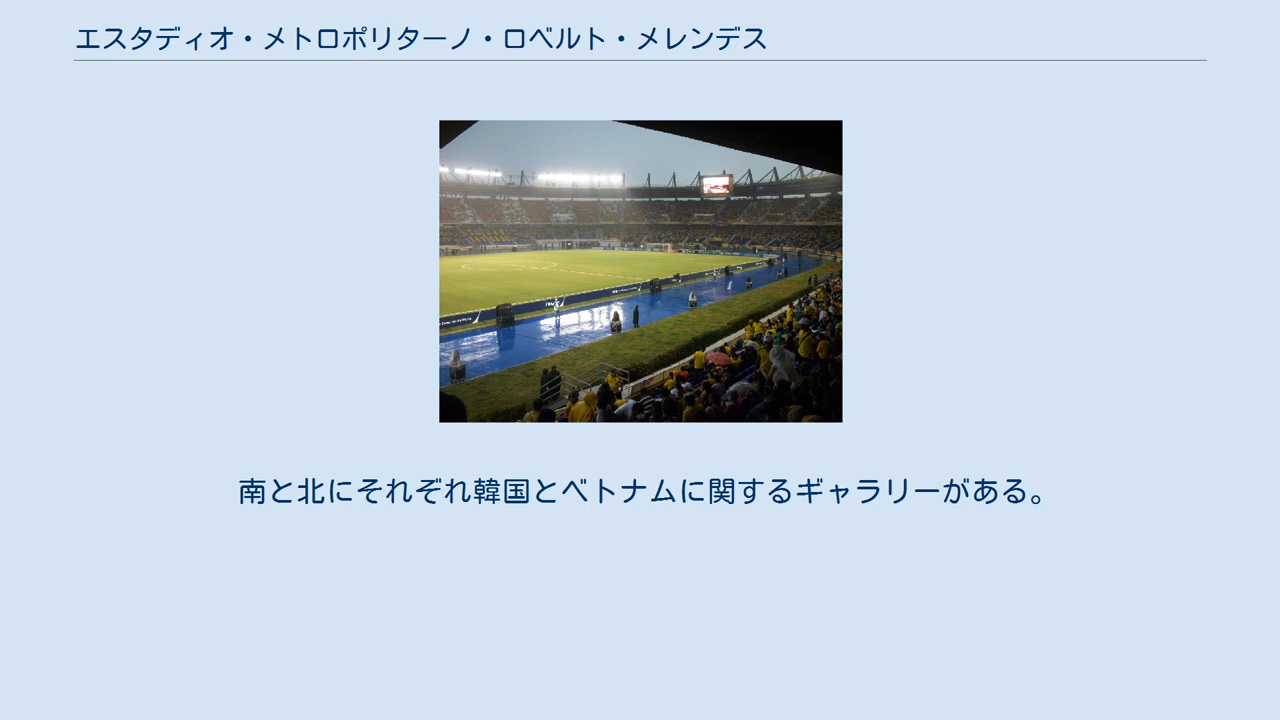 エスタディオ・メトロポリターノ・ロベルト・メレンデス
南と北にそれぞれ韓国とベトナムに関するギャラリーがある。